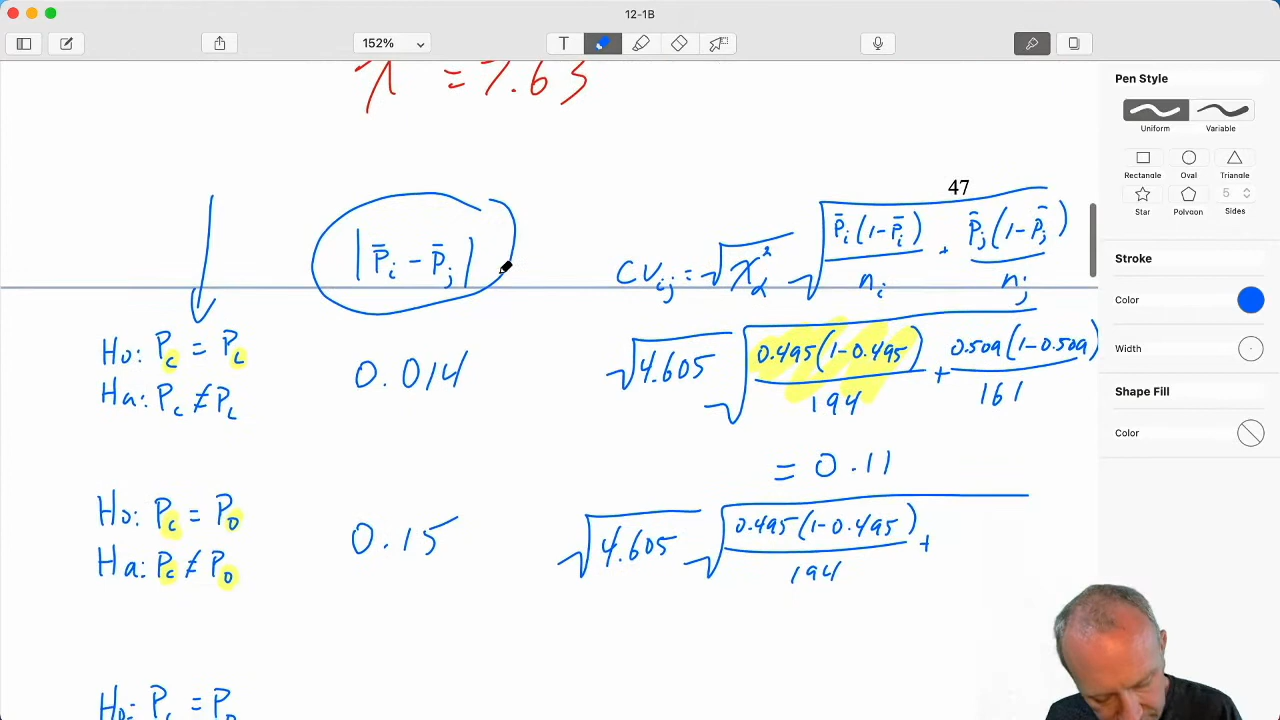 12-1B
152%
T
Pen Style
Uniform Variable
Rectangle Oval Triangle
Star Polygon Sides
5
Stroke
Color
Width
Shape Fill
Color
χ = 7.63
47
|p̄ᵢ - p̄ⱼ|
CVᵢⱼ = √χ²α √(p̄ᵢ(1-p̄ᵢ)/nᵢ + p̄ⱼ(1-p̄ⱼ)/nⱼ)
Ho: Pc = PL
Ha: Pc ≠ PL
0.014
√4.605 √(0.495(1-0.495)/194 + 0.509(1-0.509)/161
= 0.11
Ho: Pc = Po
Ha: Pc ≠ Po
0.15
√4.605 √(0.495(1-0.495)/194 +
Ho: PL = Po